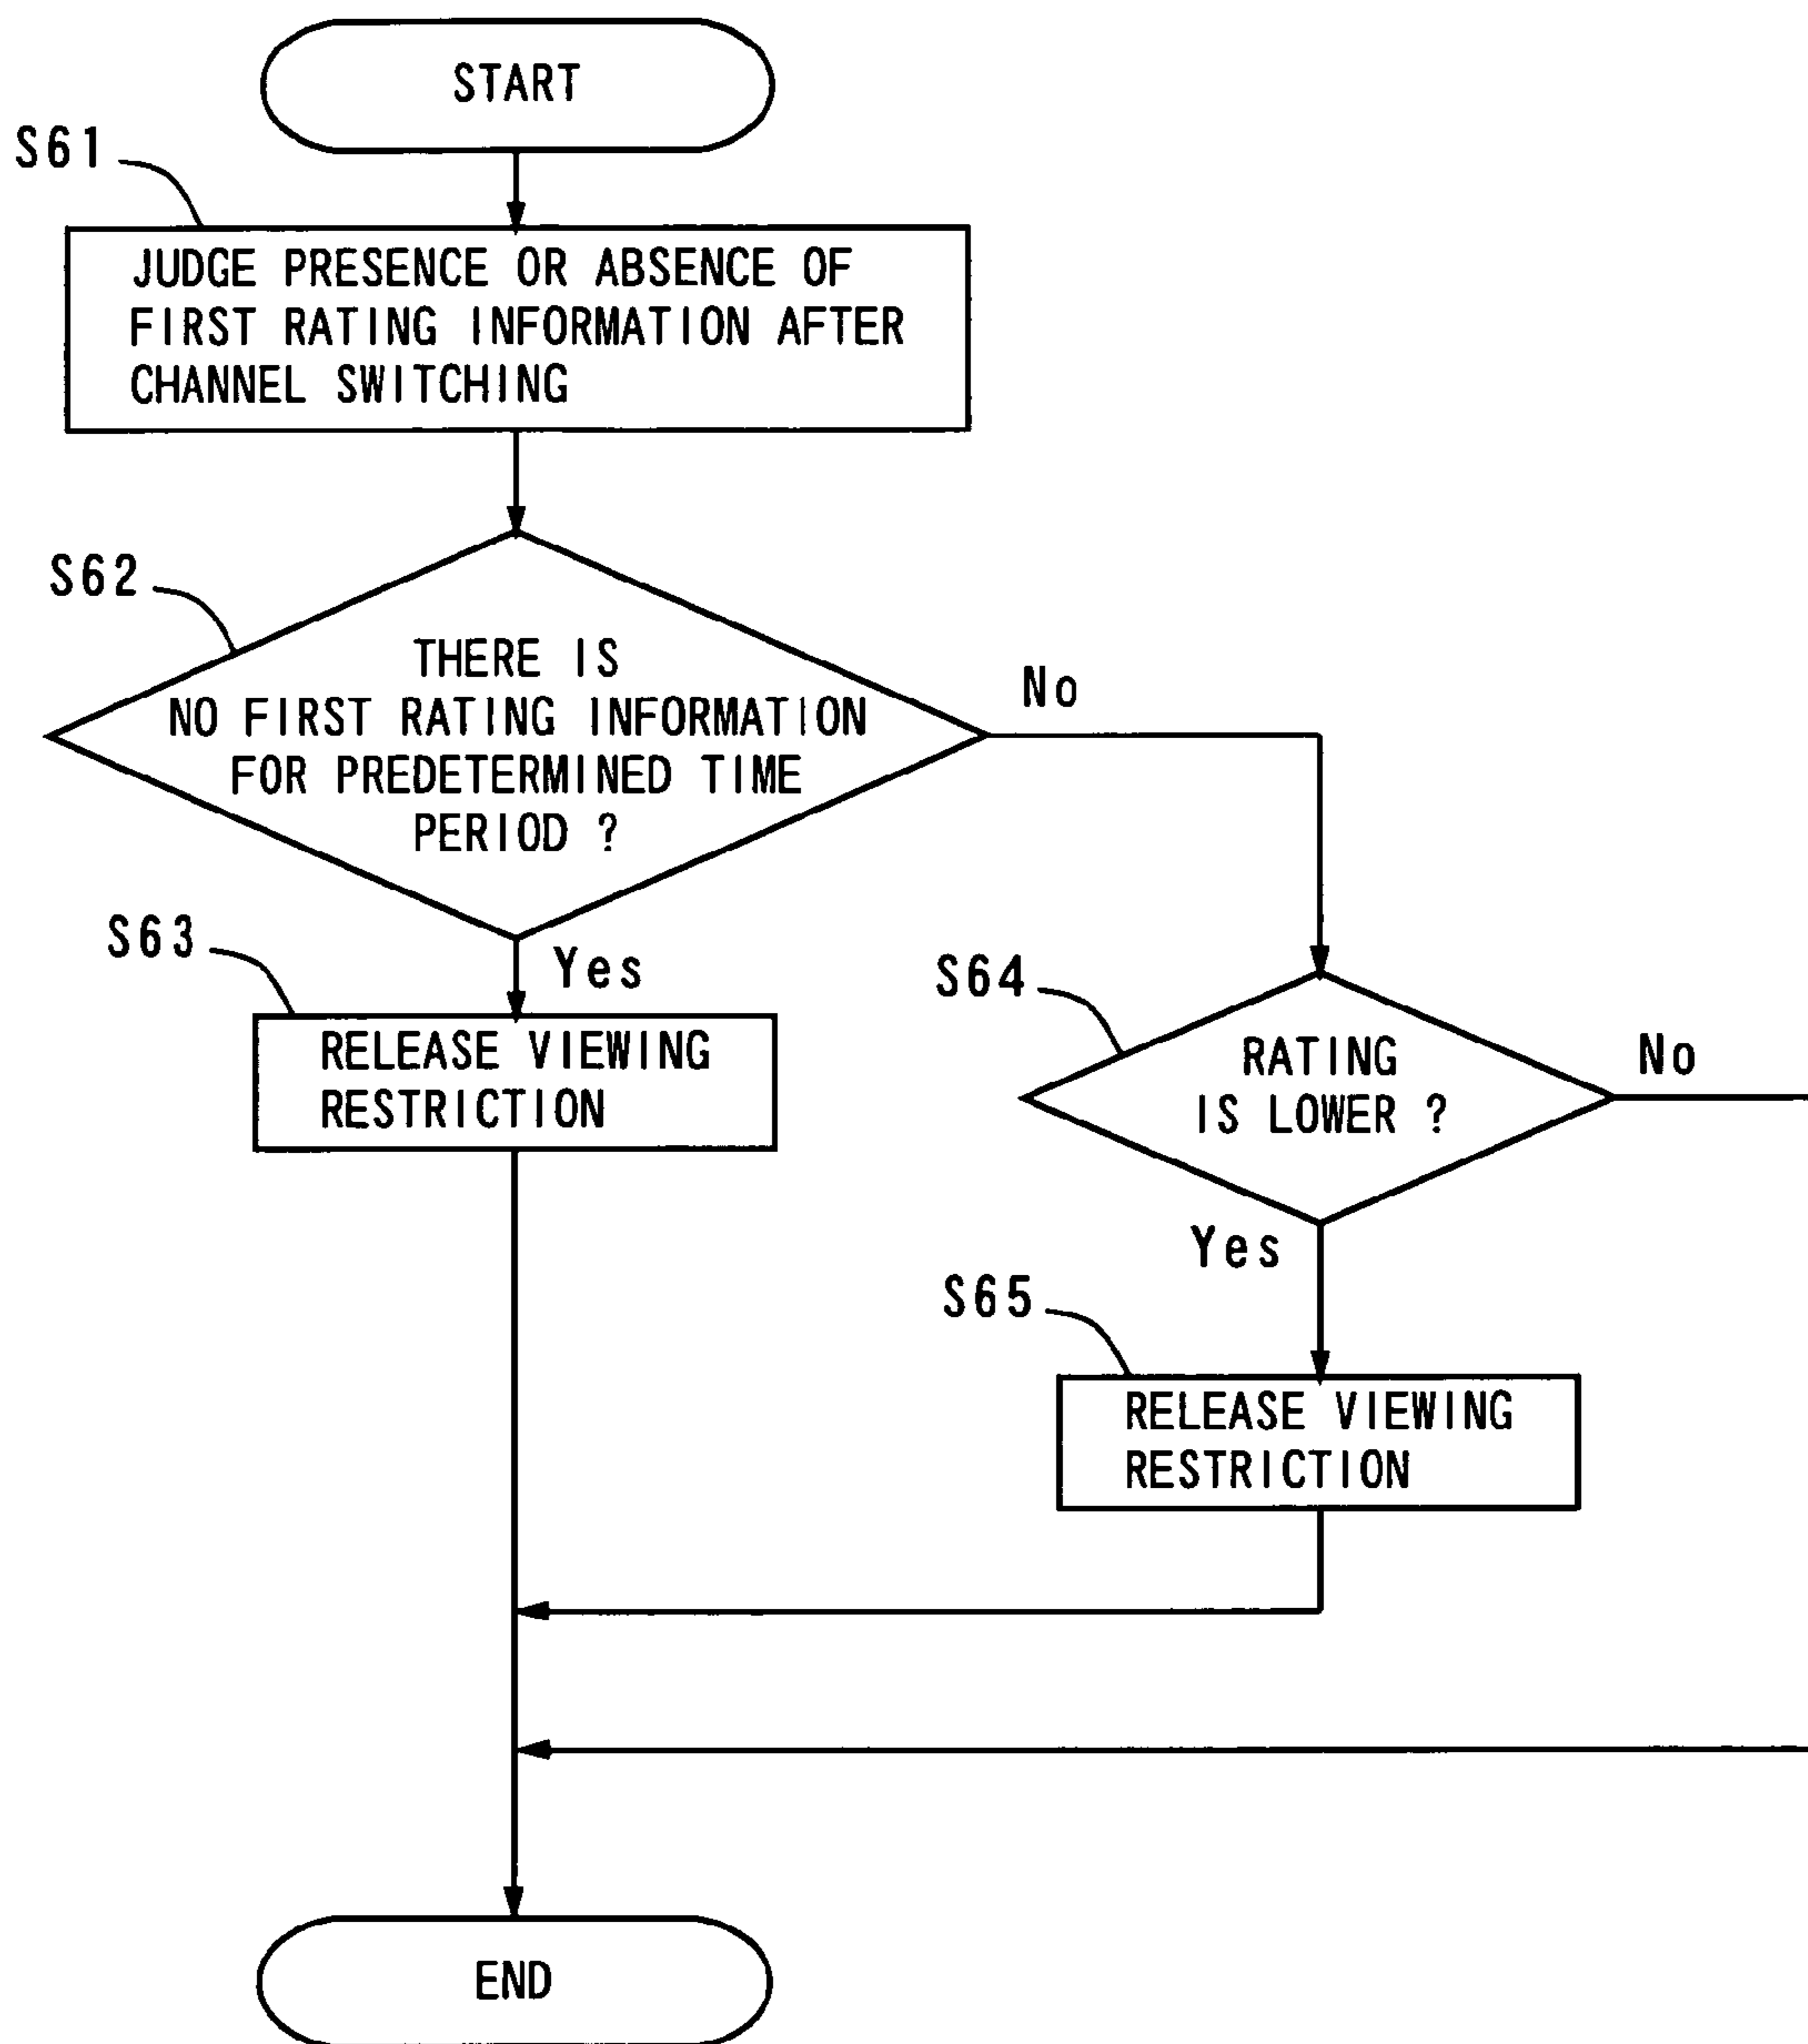 START
S61
JUDGE PRESENCE OR ABSENCE OF
FIRST RATING INFORMATION AFTER
CHANNEL SWITCHING
S62
THERE IS
NO FIRST RATING INFORMATION
FOR PREDETERMINED TIME
PERIOD ?
No
S63
Yes
RELEASE VIEWING
RESTRICTION
S64
RATING
IS LOWER ?
No
Yes
S65
RELEASE VIEWING
RESTRICTION
END